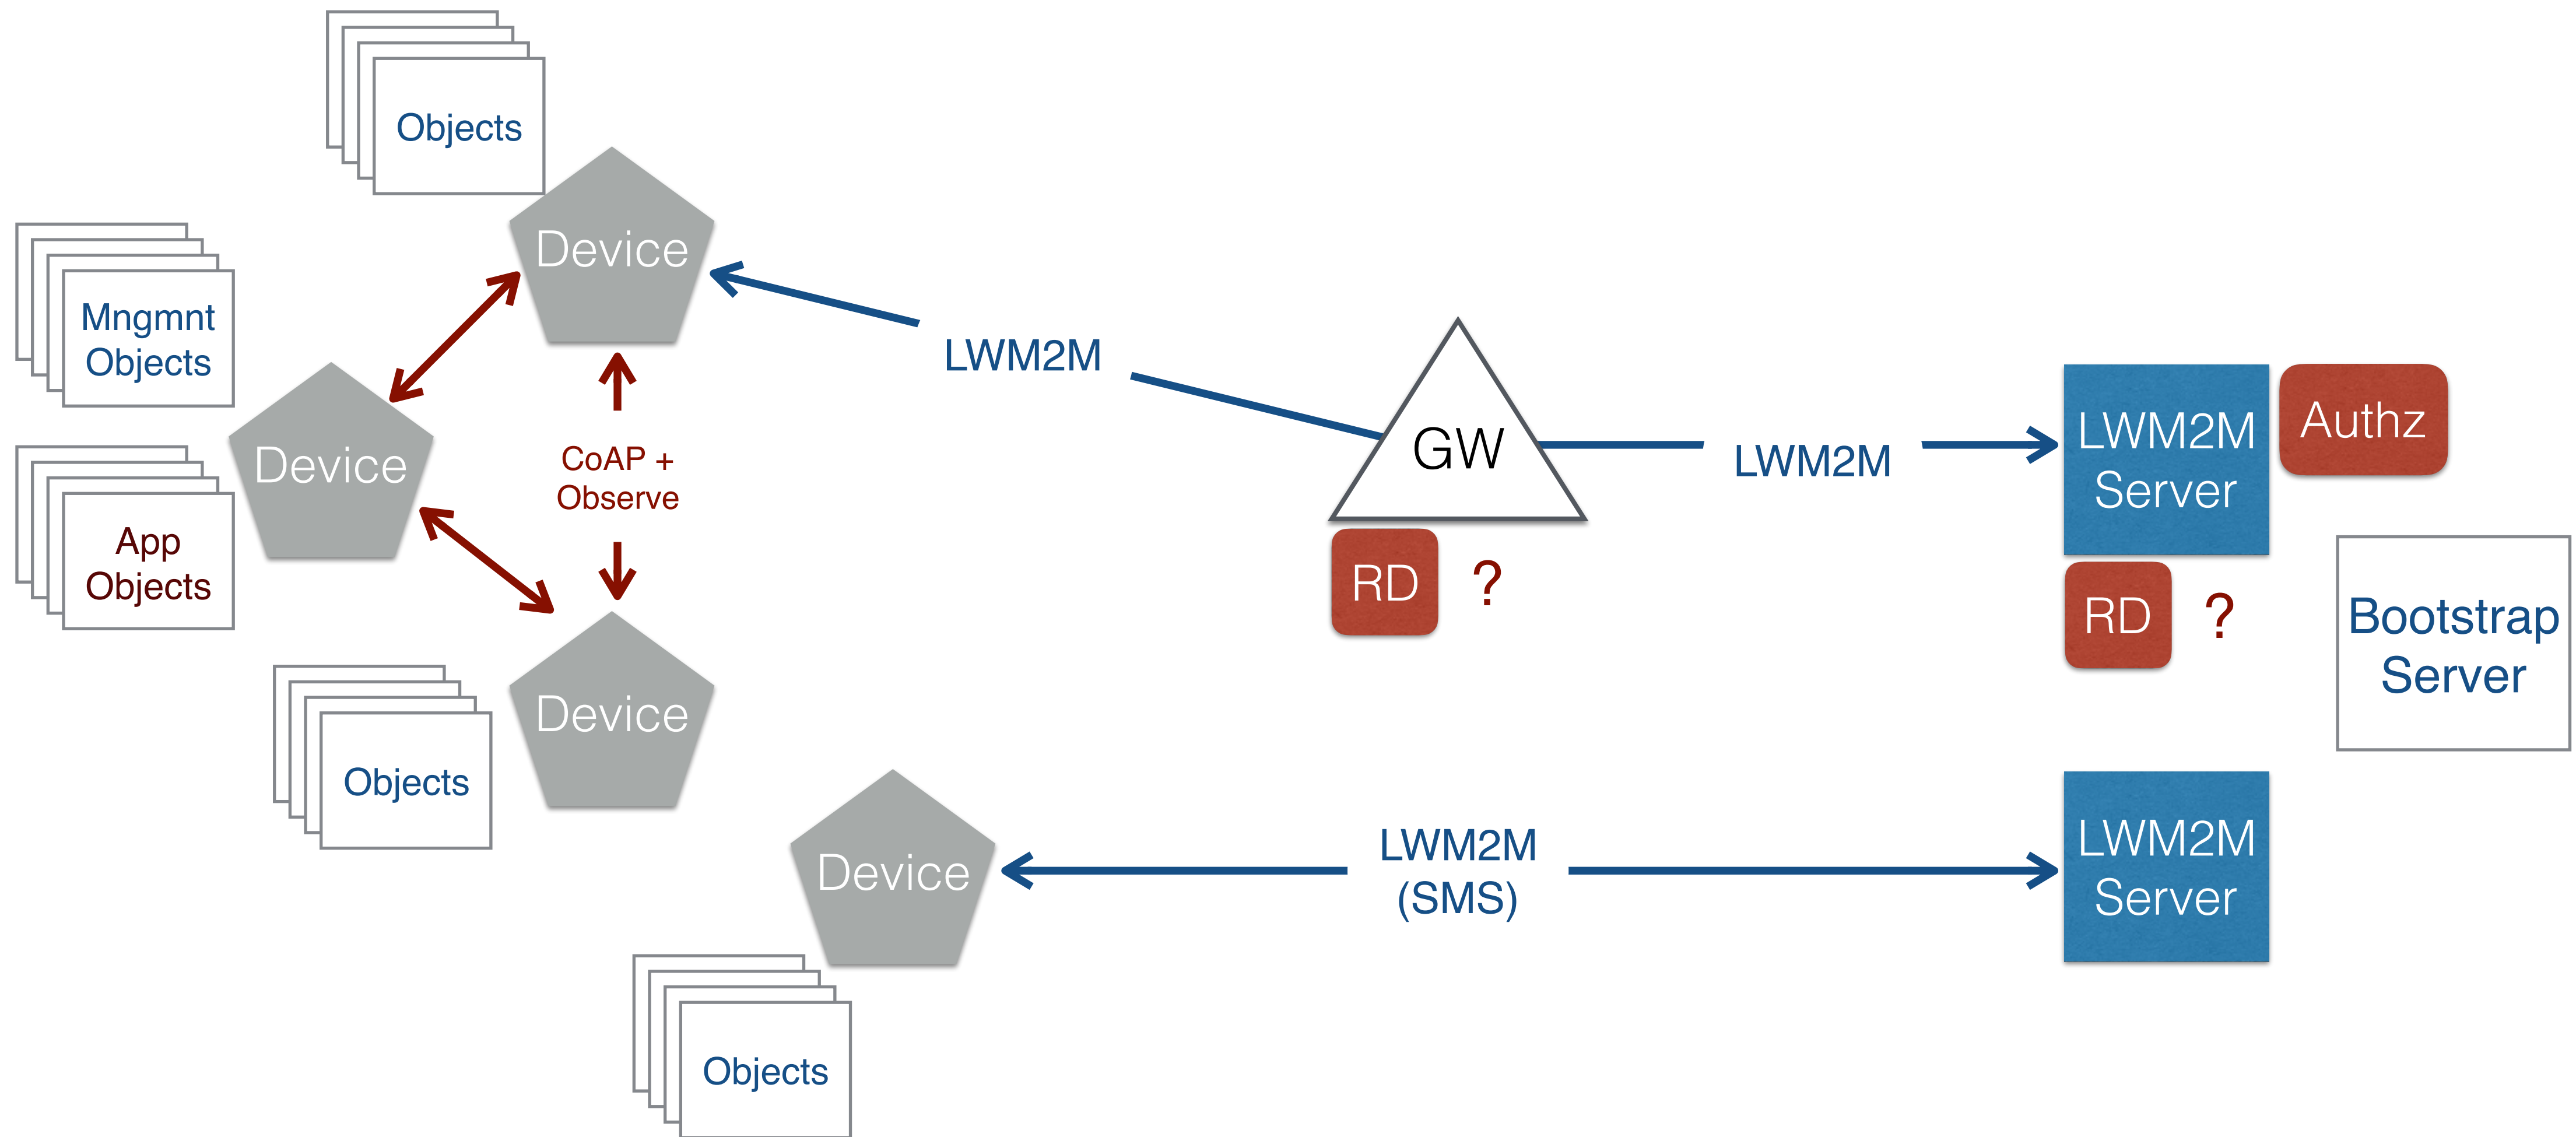 Objects
Device
Mngmnt
Objects
Device
App
Objects
CoAP +
Observe
LWM2M
GW
LWM2M
LWM2M
Server
Authz
RD
?
RD
?
Bootstrap
Server
Device
Objects
Device
LWM2M
(SMS)
LWM2M
Server
Objects